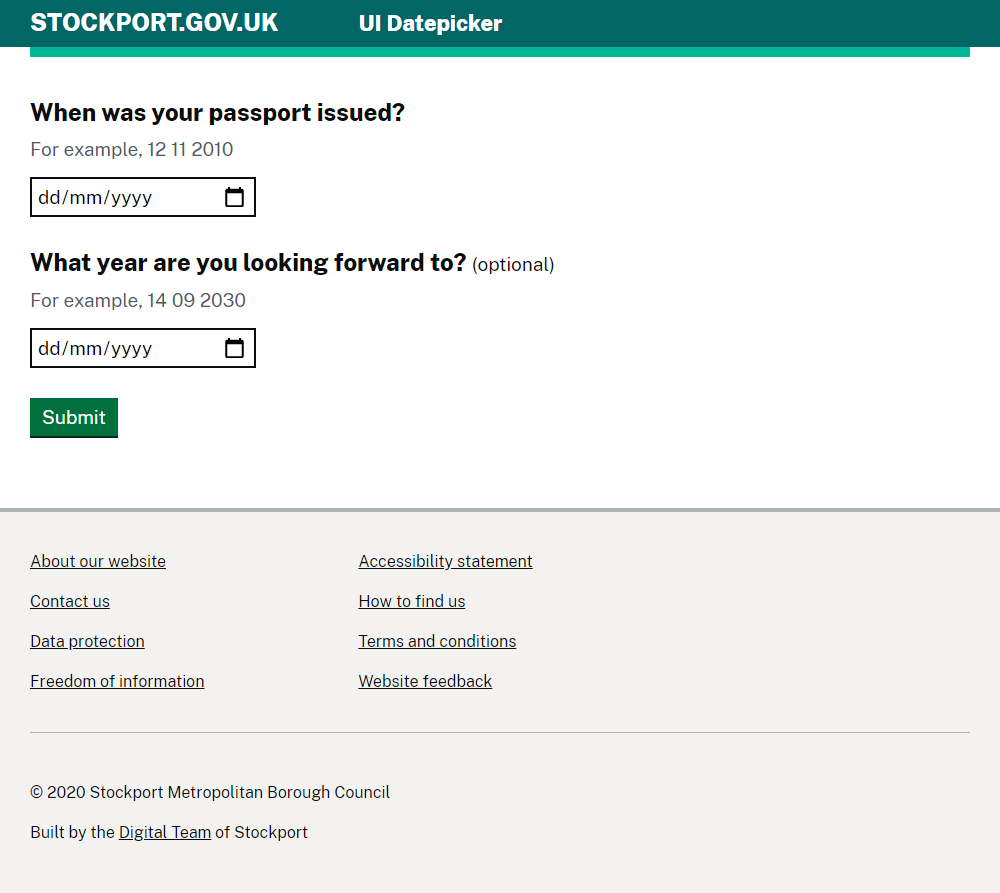 STOCKPORT.GOV.UK UI Datepicker
When was your passport issued?
For example, 12 11 2010
dd/mm/yyyy
What year are you looking forward to? (optional)
For example, 14 09 2030
dd/mm/yyyy
Submit
About our website
Contact us
Data protection
Freedom of information
Accessibility statement
How to find us
Terms and conditions
Website feedback
© 2020 Stockport Metropolitan Borough Council
Built by the Digital Team of Stockport